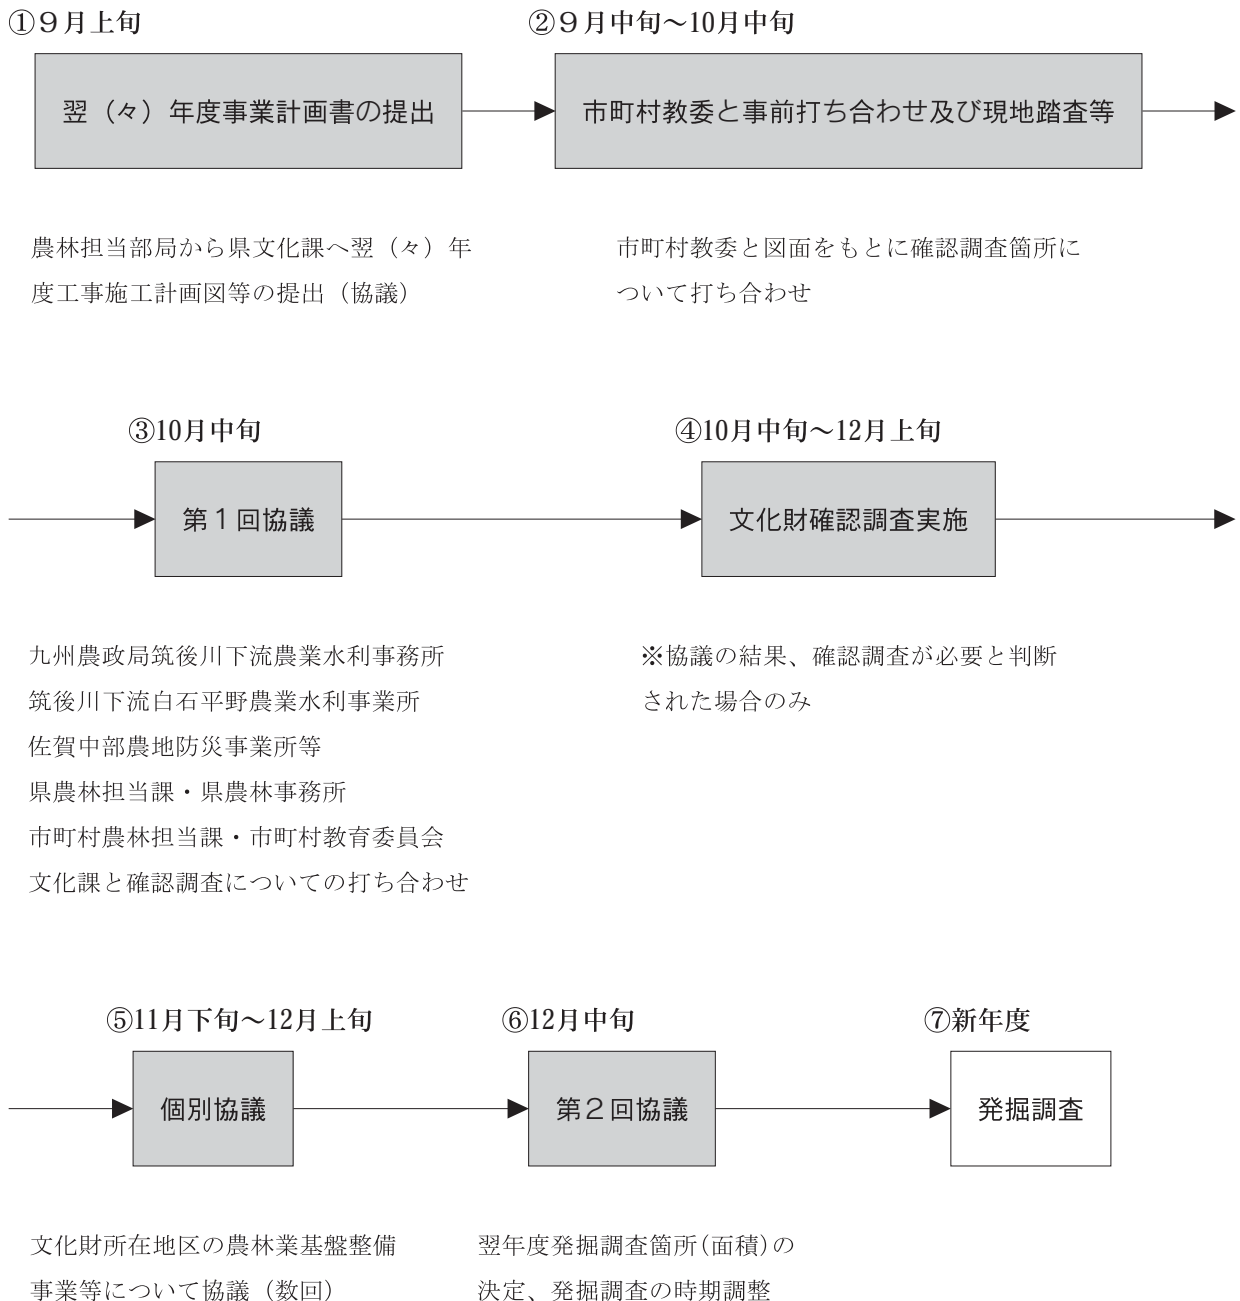 ①９月上旬
②９月中旬～10月中旬
翌（々）年度事業計画書の提出
市町村教委と事前打ち合わせ及び現地踏査等
農林担当部局から県文化課へ翌（々）年
度工事施工計画図等の提出（協議）
市町村教委と図面をもとに確認調査箇所に
ついて打ち合わせ
③10月中旬
④10月中旬～12月上旬
第１回協議
文化財確認調査実施
九州農政局筑後川下流農業水利事務所
筑後川下流白石平野農業水利事業所
佐賀中部農地防災事業所等
県農林担当課・県農林事務所
市町村農林担当課・市町村教育委員会
文化課と確認調査についての打ち合わせ
※協議の結果、確認調査が必要と判断
された場合のみ
⑤11月下旬～12月上旬
⑥12月中旬
⑦新年度
個別協議
第２回協議
発掘調査
文化財所在地区の農林業基盤整備
事業等について協議（数回）
翌年度発掘調査箇所(面積)の
決定、発掘調査の時期調整